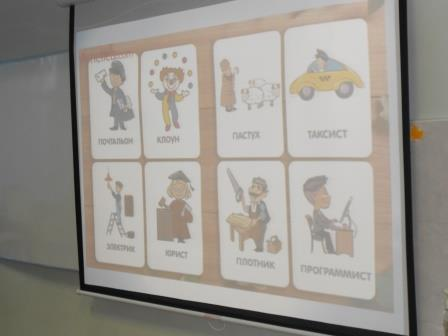 ПОЧТАЛЬОН
КЛОУН
ПАСТУХ
ТАКСИСТ
ЭЛЕКТРИК
ЮРИСТ
ПЛОТНИК
ПРОГРАММИСТ